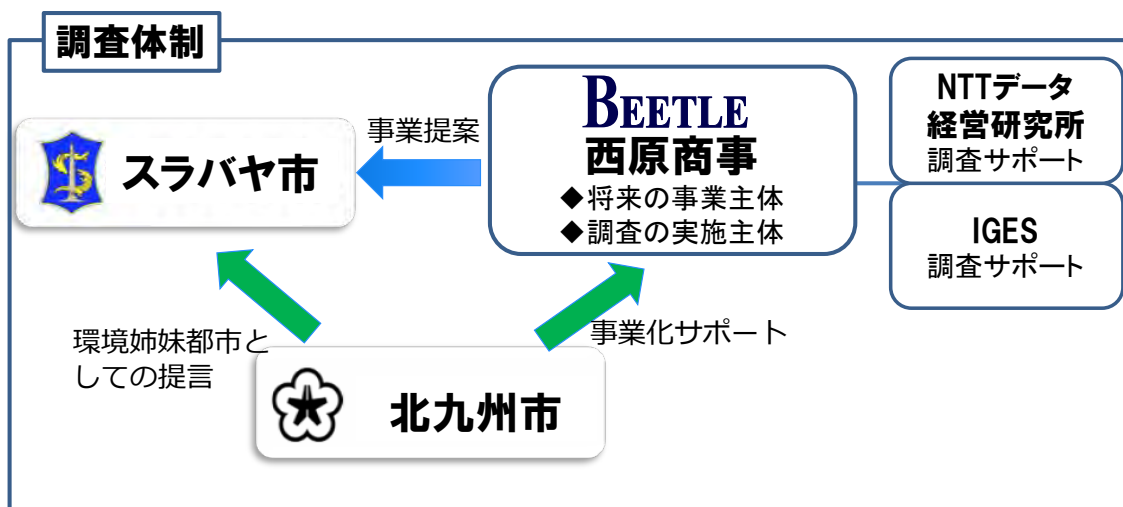 調査体制
スラバヤ市
事業提案
BEETLE
西原商事
◆将来の事業主体
◆調査の実施主体
NTTデータ
経営研究所
調査サポート
IGES
調査サポート
環境姉妹都市と
しての提言
事業化サポート
北九州市